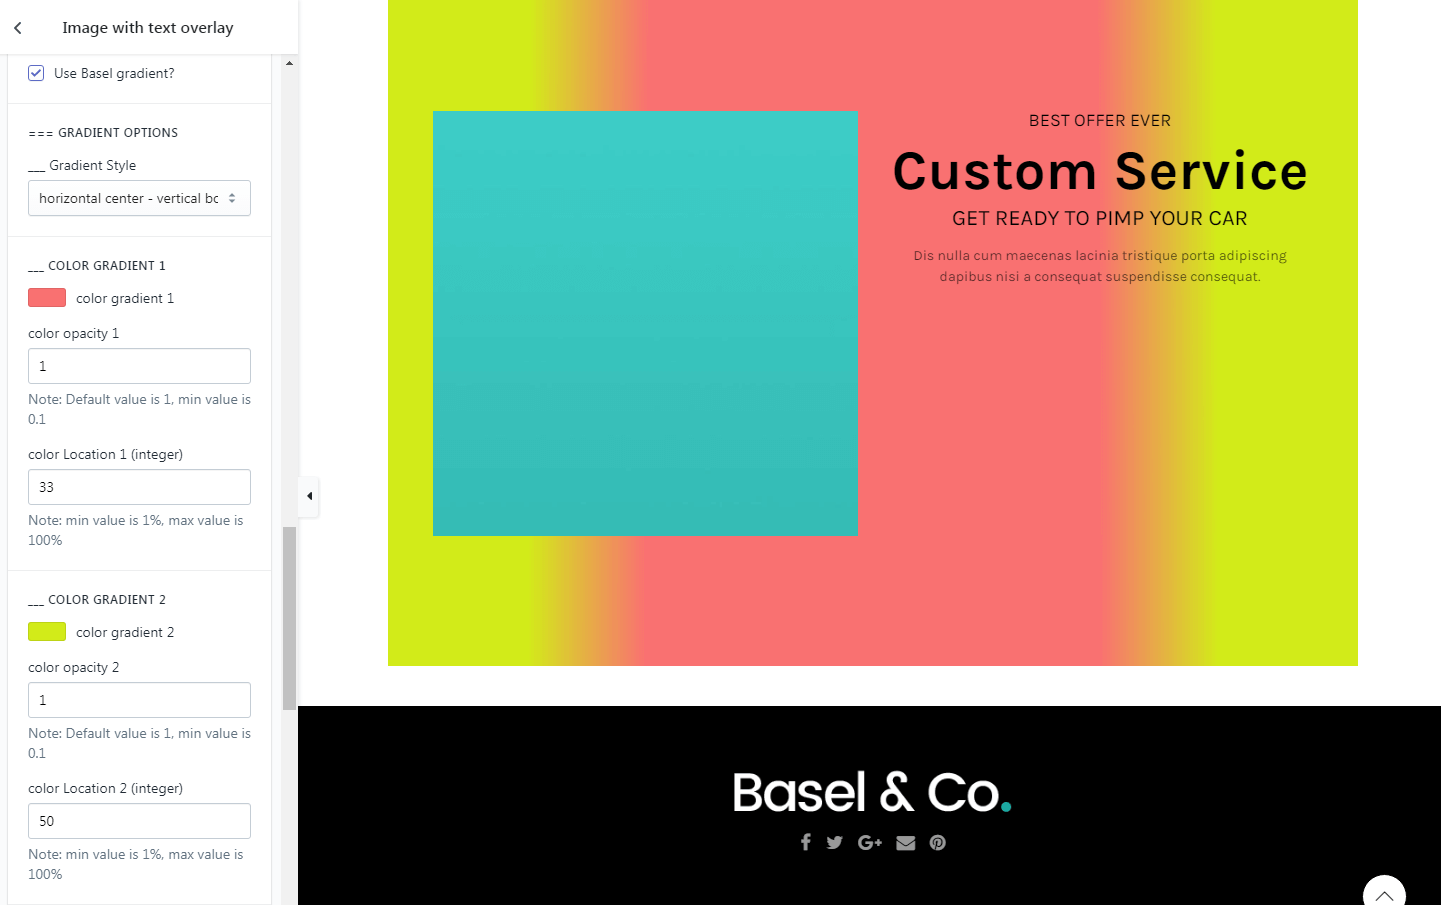 Image with text overlay
Use Basel gradient?
=== GRADIENT OPTIONS
___ Gradient Style
horizontal center - vertical bc
___ COLOR GRADIENT 1
color gradient 1
color opacity 1
1
Note: Default value is 1, min value is
0.1
color Location 1 (integer)
33
Note: min value is 1%, max value is
100%
___ COLOR GRADIENT 2
color gradient 2
color opacity 2
1
Note: Default value is 1, min value is
0.1
color Location 2 (integer)
50
Note: min value is 1%, max value is
100%
BEST OFFER EVER
Custom Service
GET READY TO PIMP YOUR CAR
Dis nulla cum maecenas lacinia tristique porta adipiscing
dapibus nisi a consequat suspendisse consequat.
Basel & Co.